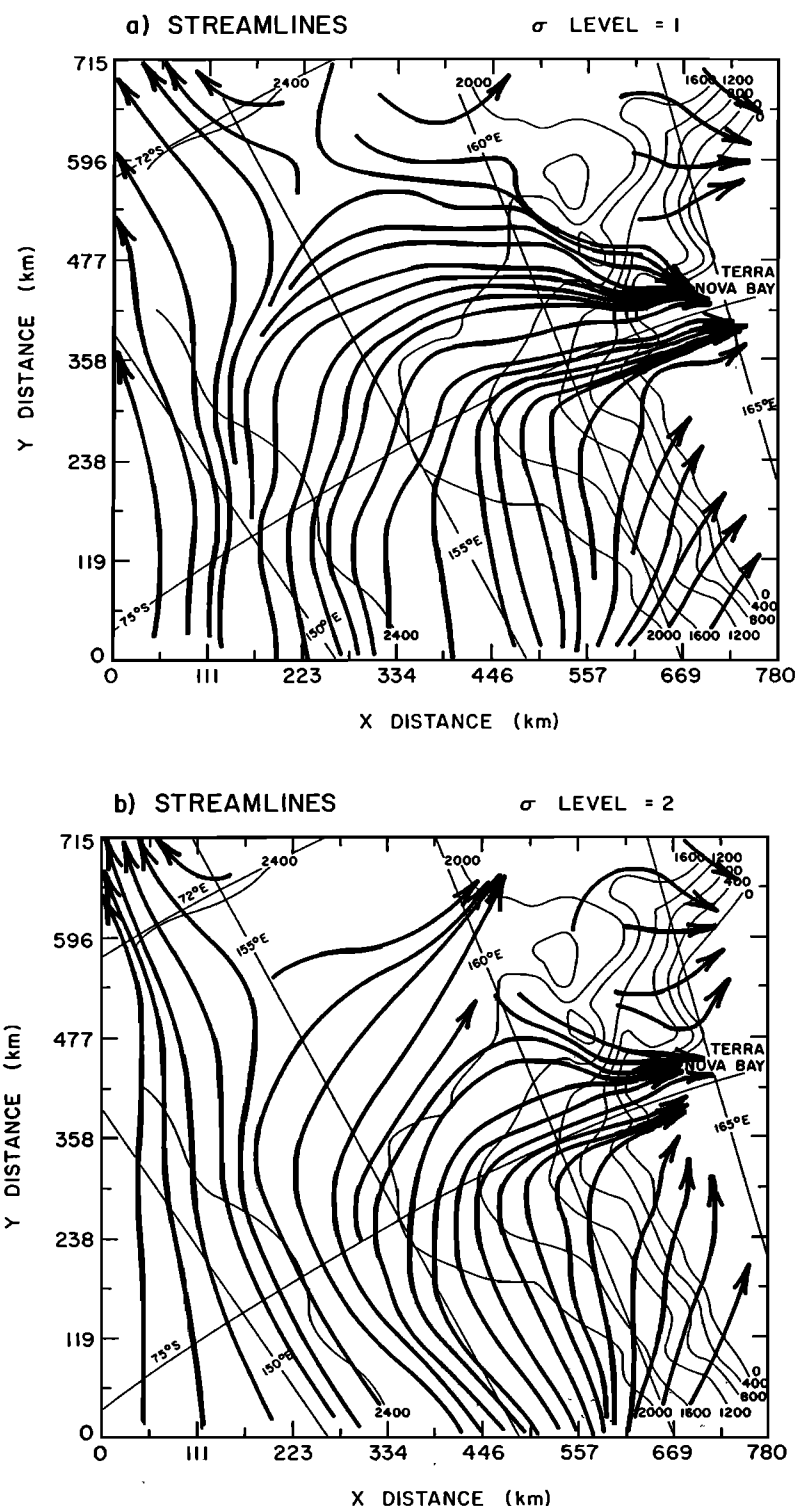 a) STREAMLINES σ LEVEL = 1
715
596
477
358
238
119
0
Y DISTANCE (km)
2400
2000
1600 1200
800
0
72°S
160°E
TERRA
NOVA BAY
165°E
155°E
75°S
150°E
2400
0
400
800
2000 1600 1200
0 111 223 334 446 557 669 780
X DISTANCE (km)
b) STREAMLINES σ LEVEL = 2
715
596
477
358
238
119
0
Y DISTANCE (km)
2400
2000
1600 1200
800
400
0
72°E
155°E
160°E
TERRA
NOVA BAY
165°E
75°S
150°E
2400
0
400
800
2000 1600 1200
0 111 223 334 446 557 669 780
X DISTANCE (km)